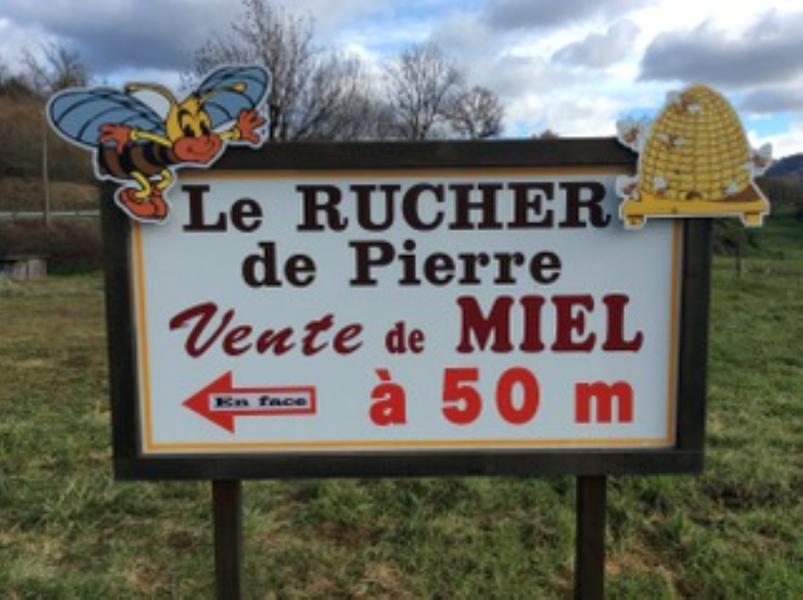 Le RUCHER
de Pierre
Vente de MIEL
En face à 50 m